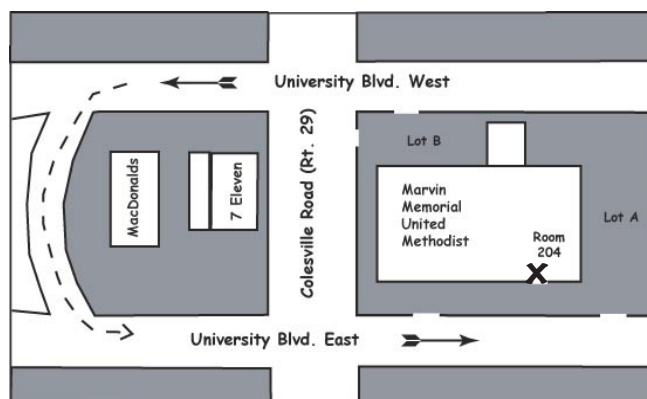 University Blvd. West
MacDonalds
7 Eleven
Colesville Road (Rt. 29)
Lot B
Marvin
Memorial
United
Methodist
Room
204
X
Lot A
University Blvd. East